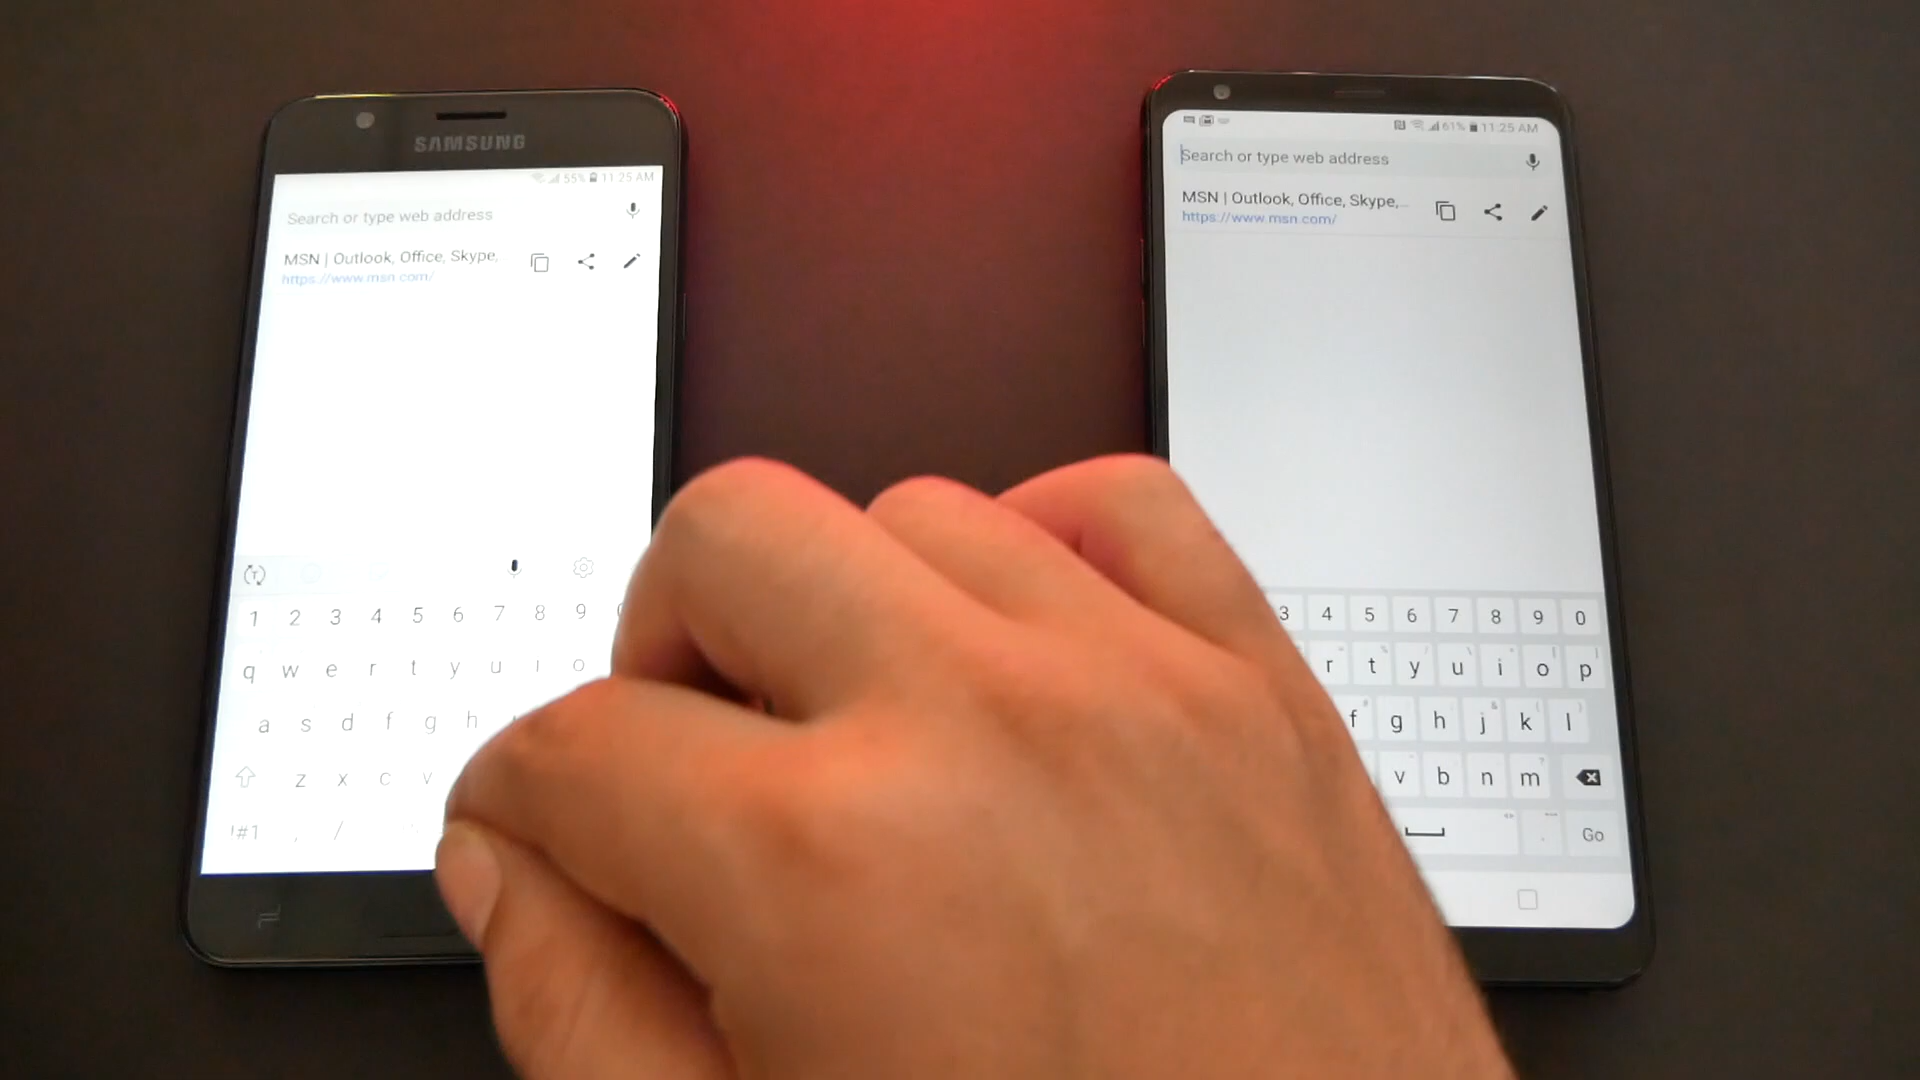 SAMSUNG
55% 11:25 AM
Search or type web address
MSN | Outlook, Office, Skype,
https://www.msn.com/
1 2 3 4 5 6 7 8 9
q w e r t y u i o
a s d f g h
z x c v
!#1 , /
61% 11:25 AM
Search or type web address
MSN | Outlook, Office, Skype,...
https://www.msn.com/
3 4 5 6 7 8 9 0
r t y u i o p
f g h j k l
v b n m
. Go